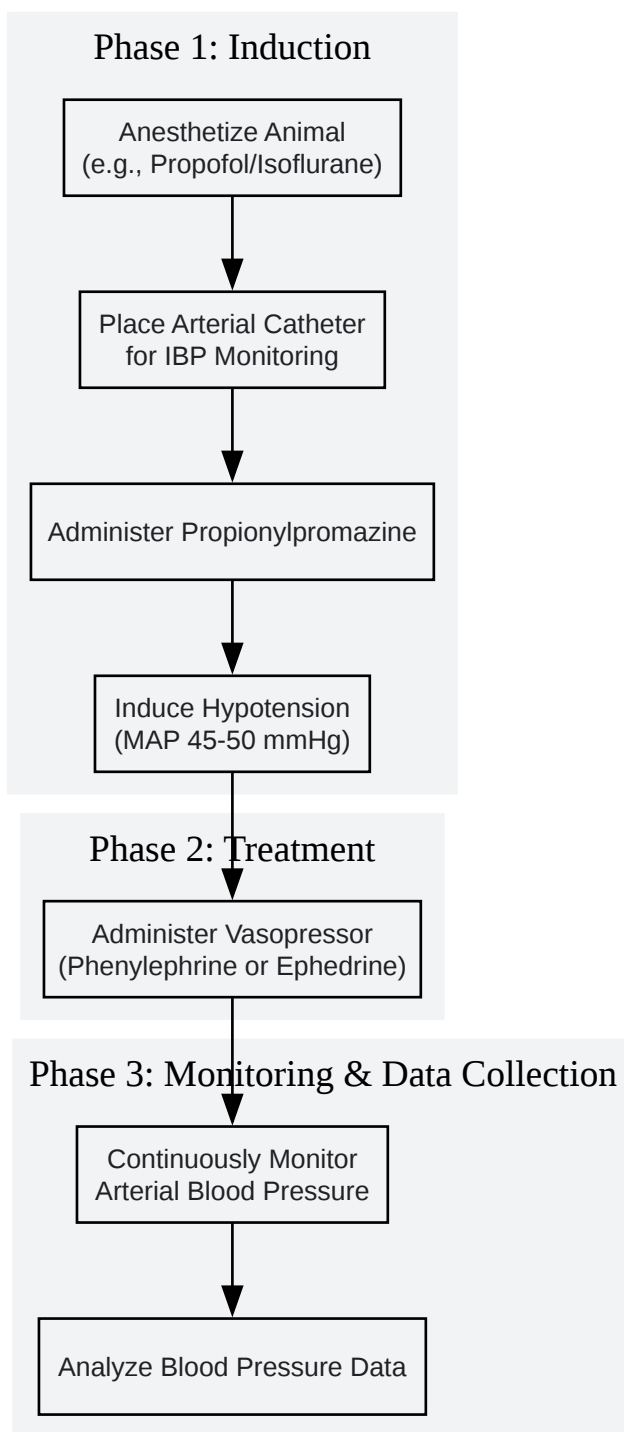 Phase 1: Induction
Anesthetize Animal
(e.g., Propofol/Isoflurane)
Place Arterial Catheter
for IBP Monitoring
Administer Propionylpromazine
Induce Hypotension
(MAP 45-50 mmHg)
Phase 2: Treatment
Administer Vasopressor
(Phenylephrine or Ephedrine)
Phase 3: Monitoring & Data Collection
Continuously Monitor
Arterial Blood Pressure
Analyze Blood Pressure Data